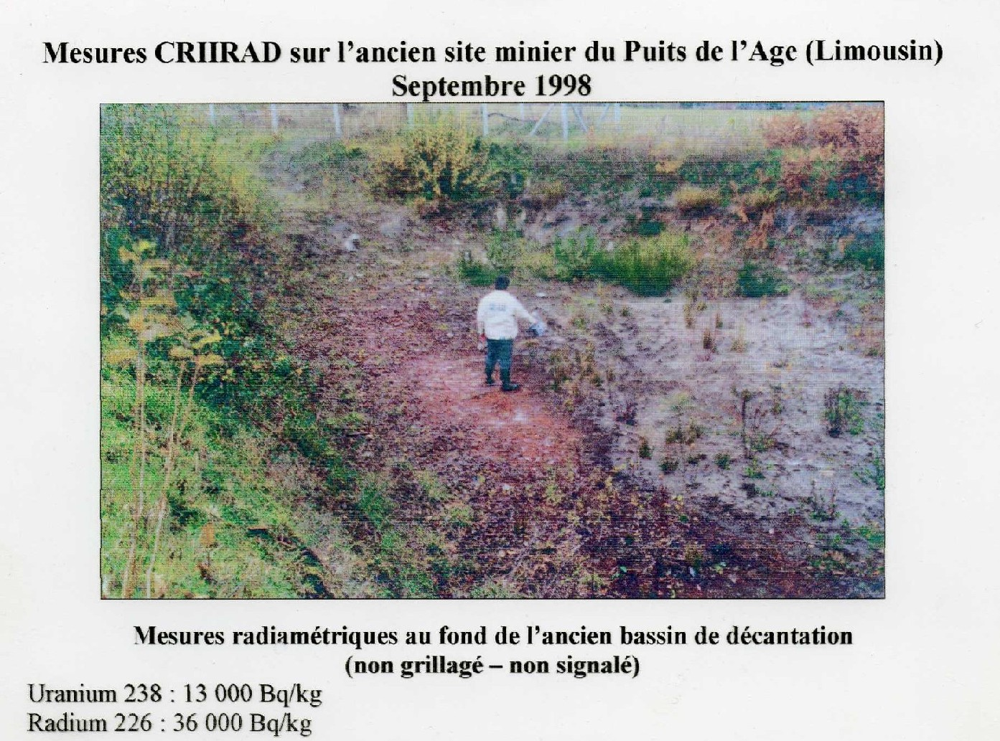 Mesures CRIIRAD sur l'ancien site minier du Puits de l'Age (Limousin)
Septembre 1998
Mesures radiamétriques au fond de l'ancien bassin de décantation
(non grillagé – non signalé)
Uranium 238 : 13 000 Bq/kg
Radium 226 : 36 000 Bq/kg